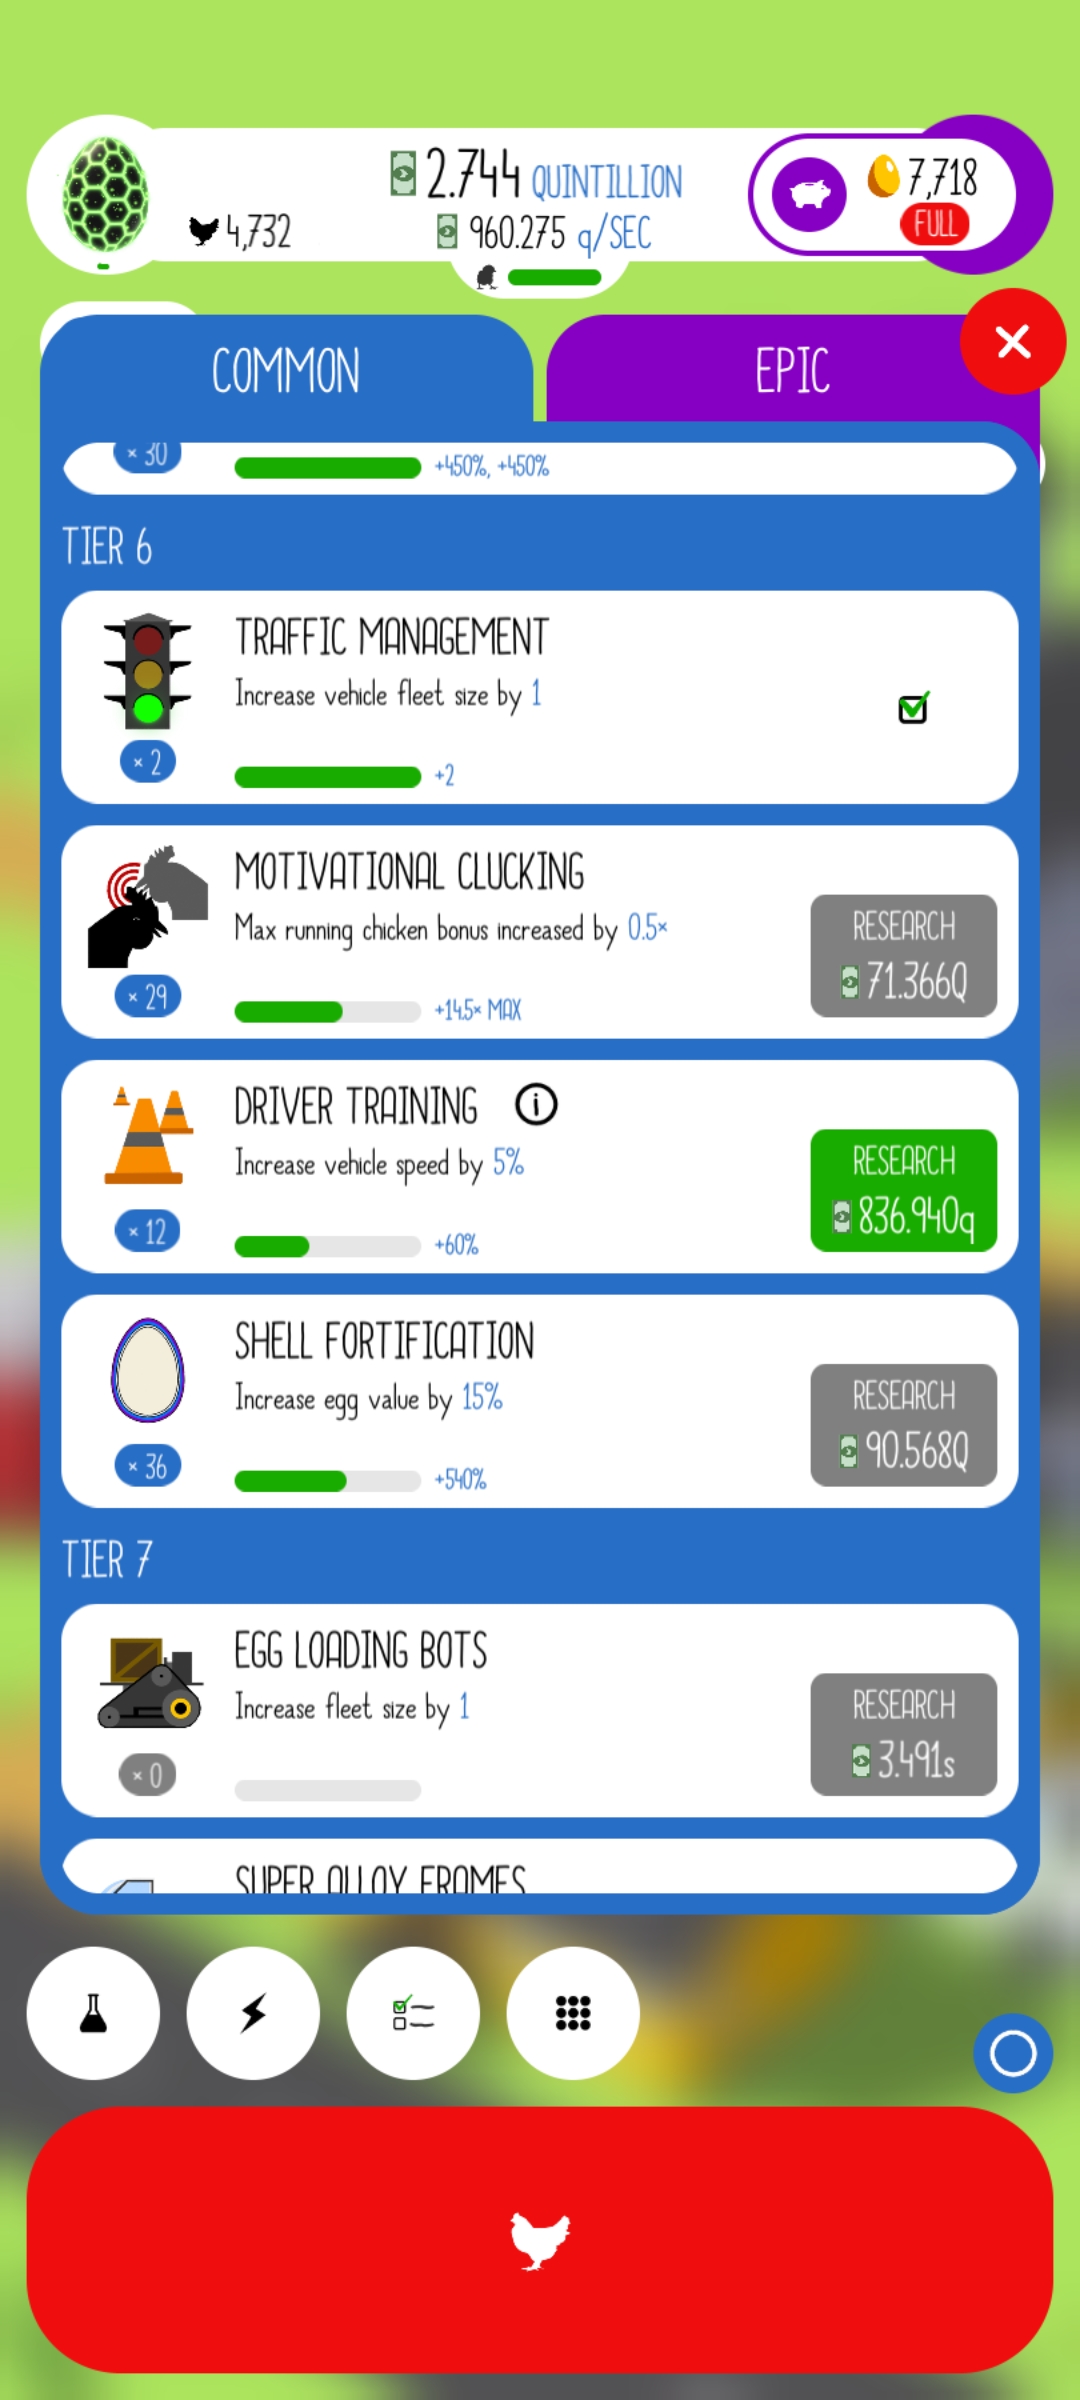 2.744 QUINTILLION
7,718
4,732
960.275 q/SEC
FULL
COMMON
EPIC
× 30
+450%, +450%
TIER 6
TRAFFIC MANAGEMENT
Increase vehicle fleet size by 1
× 2
+2
MOTIVATIONAL CLUCKING
Max running chicken bonus increased by 0.5×
RESEARCH
71.366Q
× 29
+14.5× MAX
DRIVER TRAINING
Increase vehicle speed by 5%
RESEARCH
836.940q
× 12
+60%
SHELL FORTIFICATION
Increase egg value by 15%
RESEARCH
90.568Q
× 36
+540%
TIER 7
EGG LOADING BOTS
Increase fleet size by 1
RESEARCH
3.491s
× 0
SUPER ALLOY FRAMES